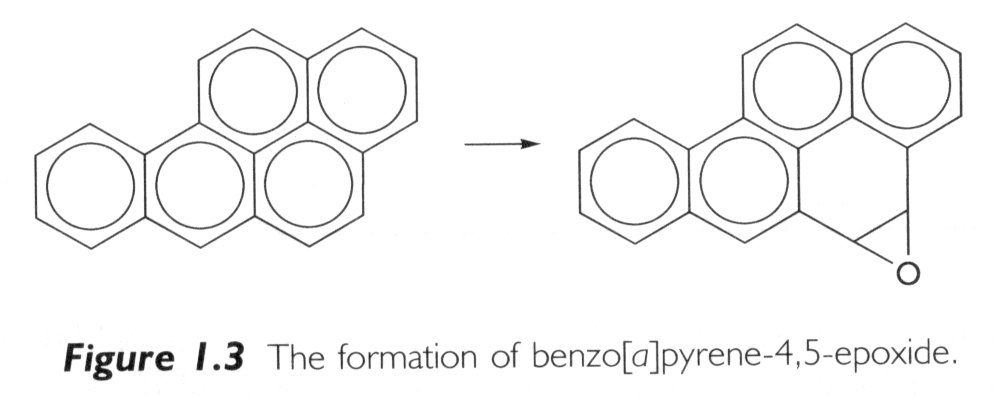 O
Figure 1.3 The formation of benzo[a]pyrene-4,5-epoxide.